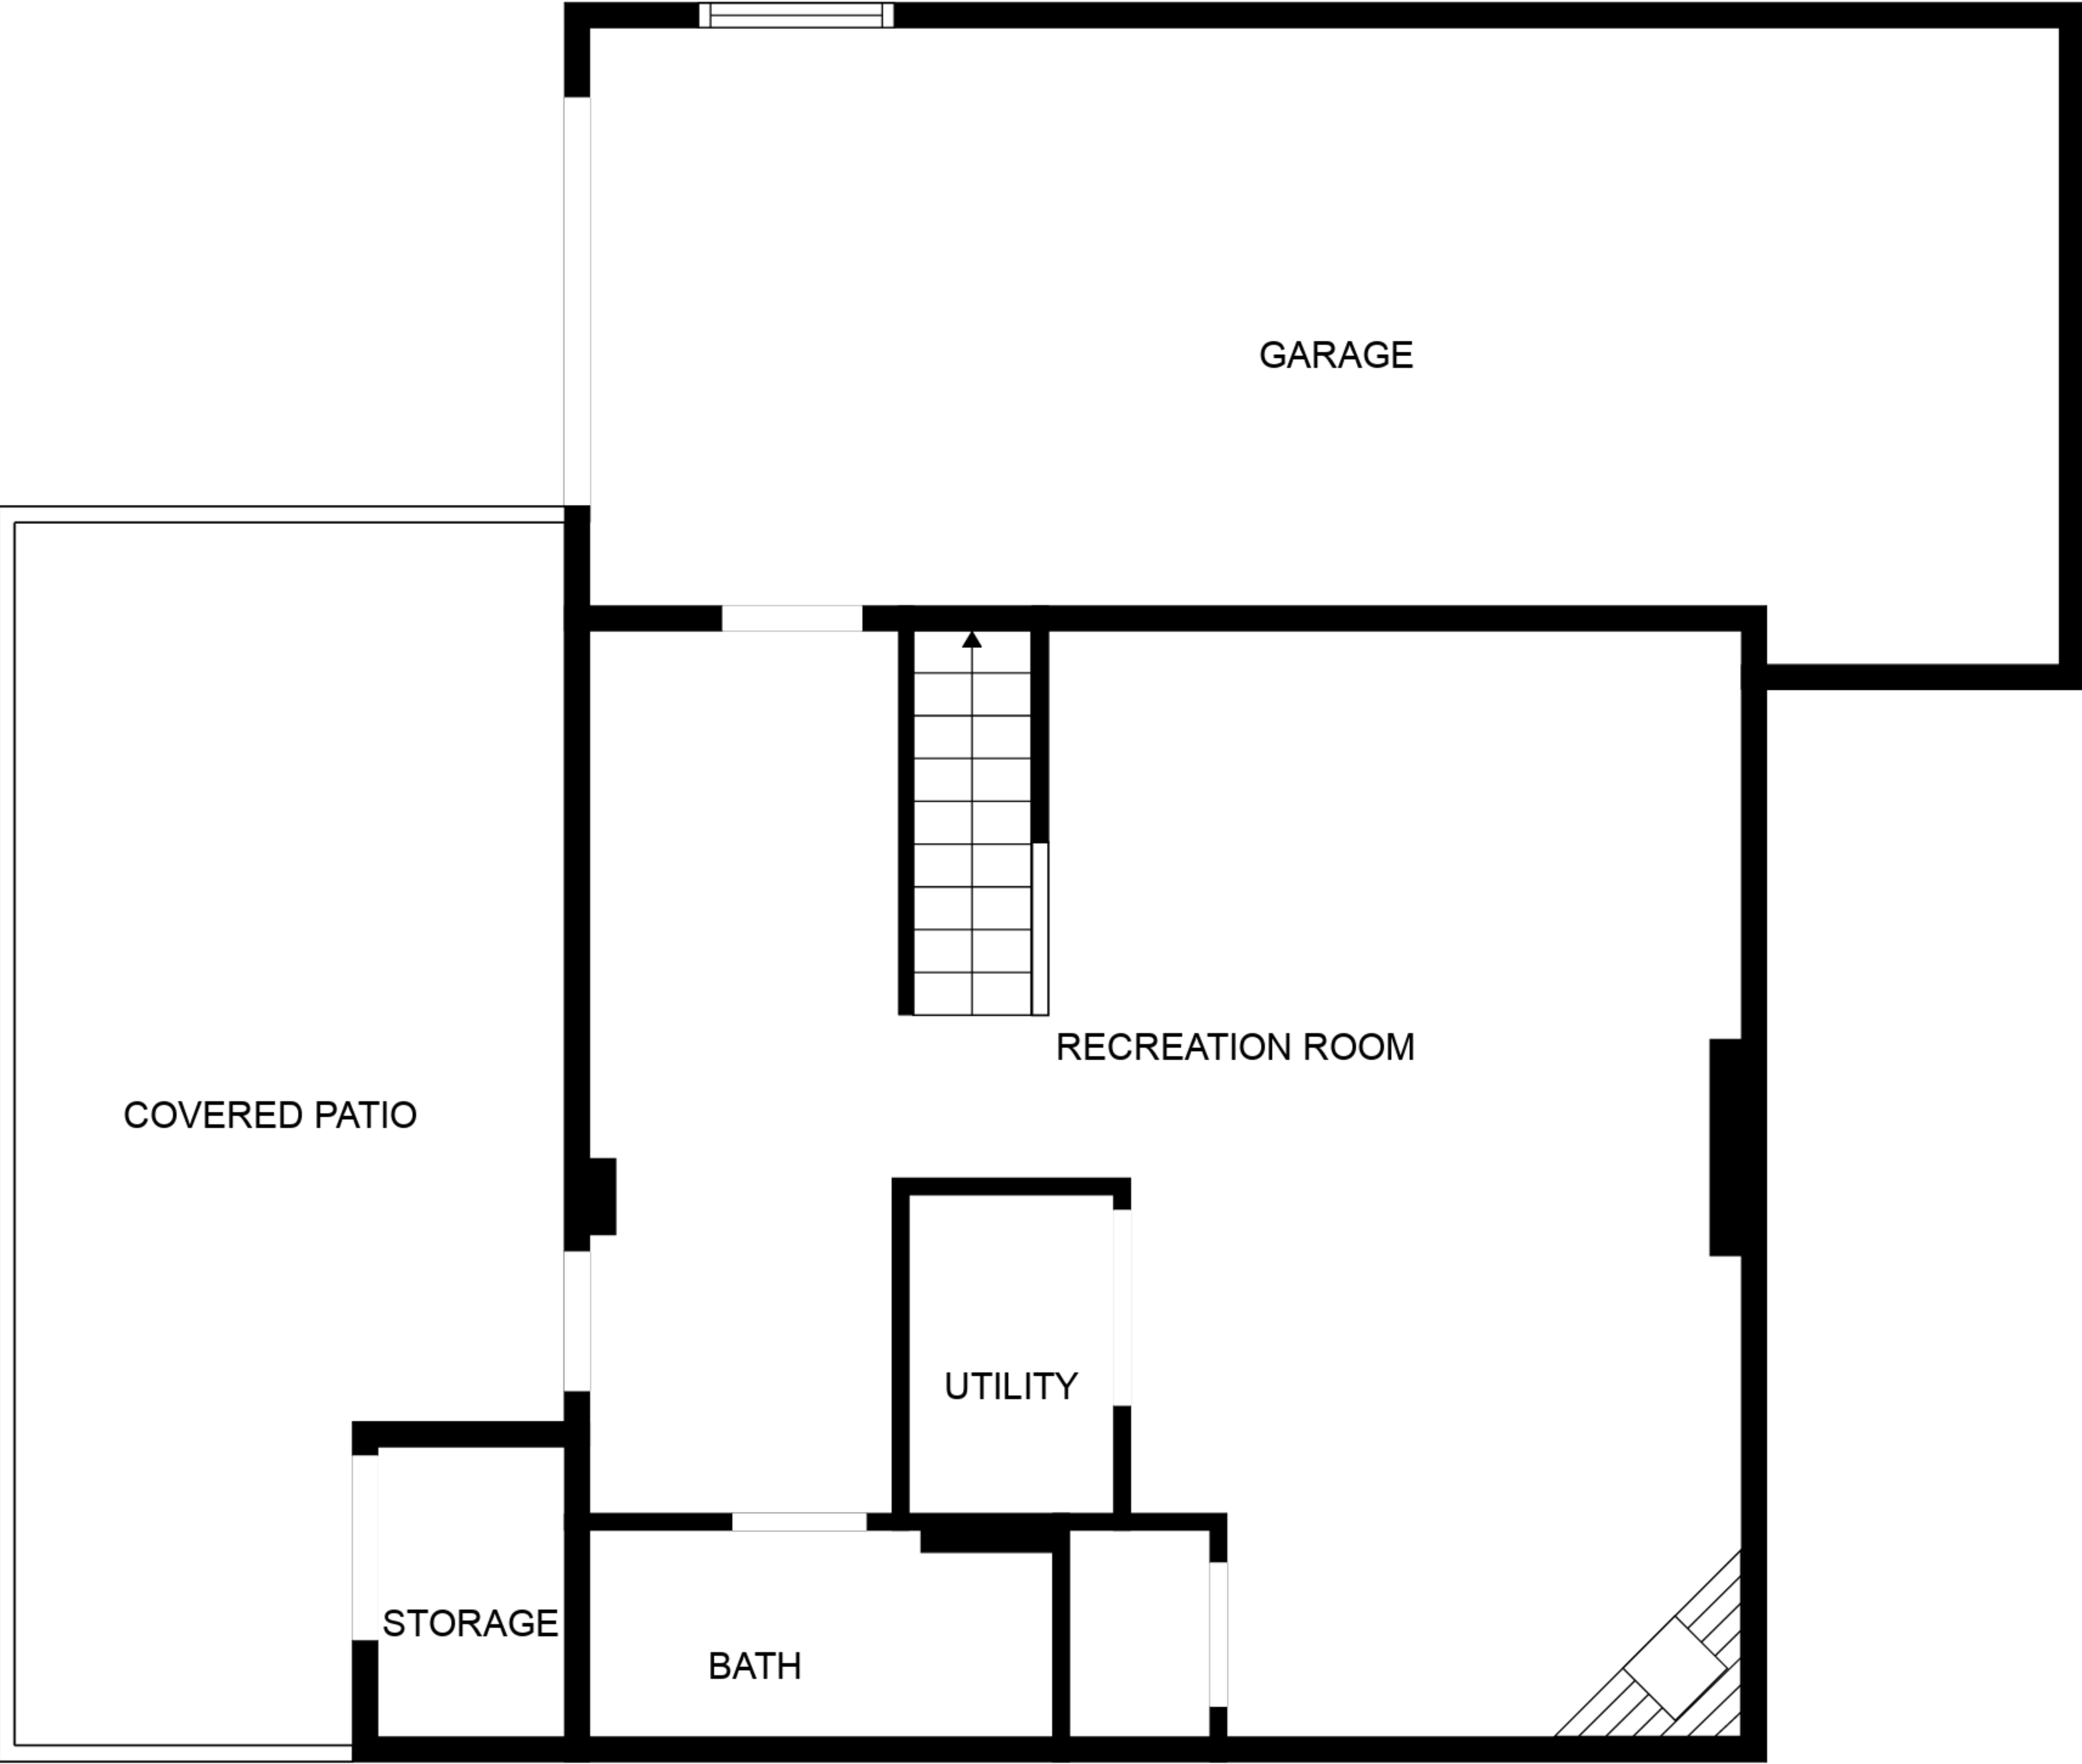 GARAGE
RECREATION ROOM
COVERED PATIO
UTILITY
STORAGE
BATH